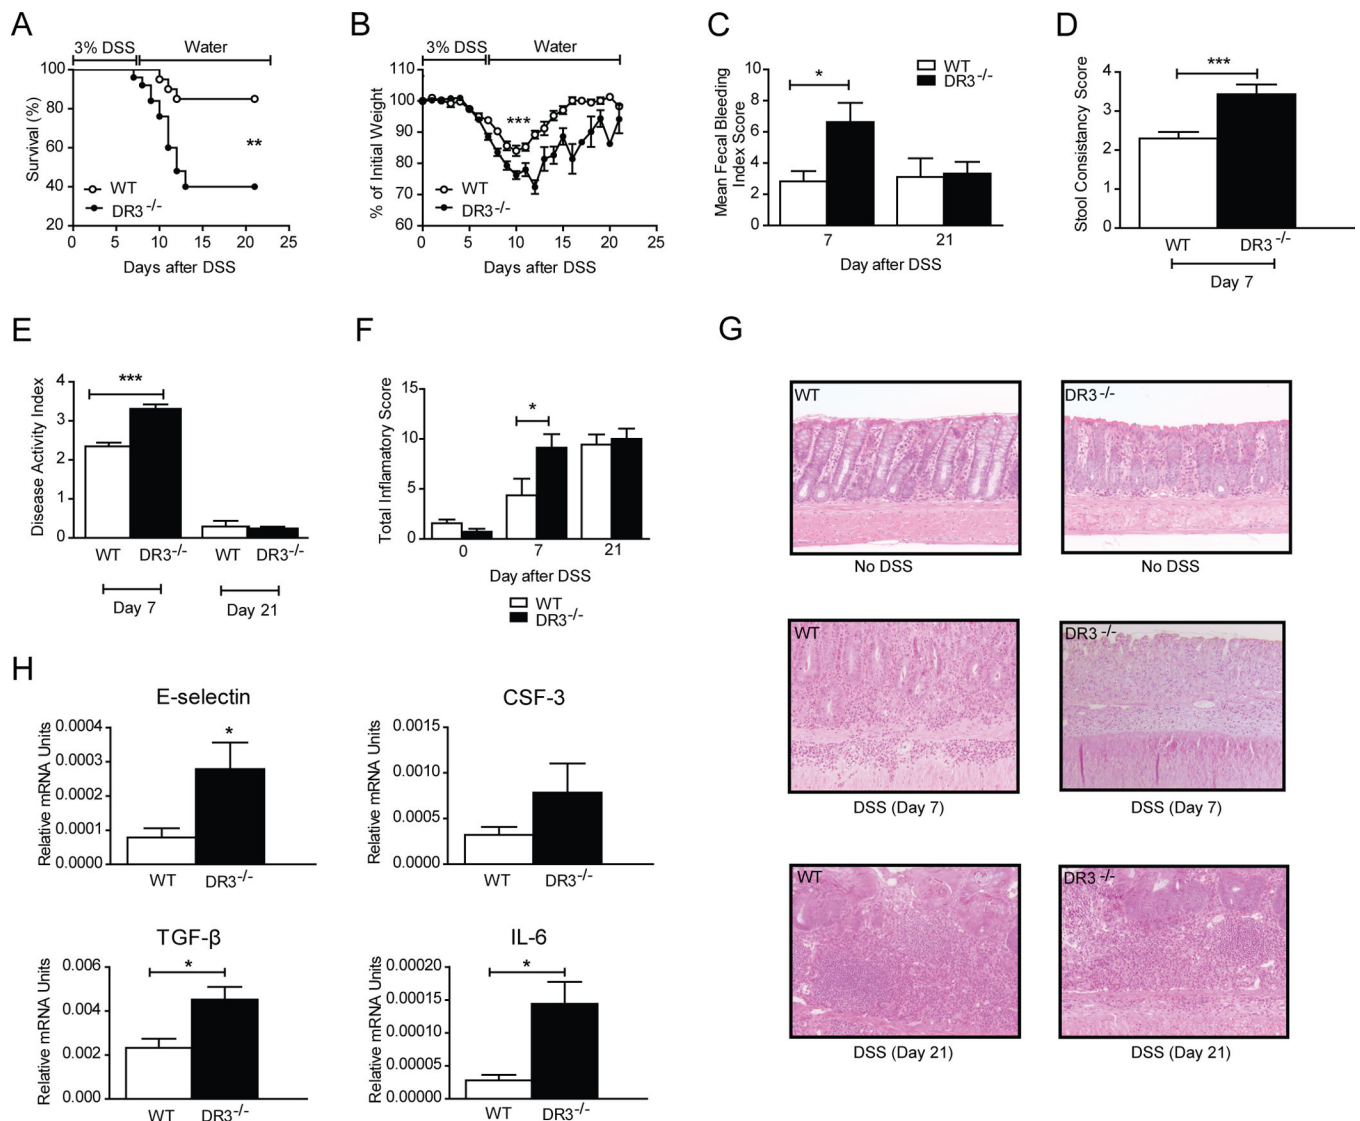 A
3% DSS
Water
Survival (%)
100
80
60
40
20
WT
DR3-/-
**
0
5
10
15
20
25
Days after DSS
B
3% DSS
Water
% of Initial Weight
110
100
90
80
70
60
***
WT
DR3-/-
0
5
10
15
20
25
Days after DSS
C
WT
DR3-/-
Mean Fecal Bleeding
Index Score
10
8
6
4
2
0
*
7
21
Day after DSS
D
Stool Consistancy Score
4
3
2
1
0
***
WT
DR3-/-
Day 7
E
Disease Activity Index
4
3
2
1
0
***
WT
DR3-/-
WT
DR3-/-
Day 7
Day 21
F
Total Inflamatory Score
15
10
5
0
*
0
7
21
Day after DSS
WT
DR3-/-
G
WT
DR3-/-
No DSS
No DSS
WT
DR3-/-
DSS (Day 7)
DSS (Day 7)
WT
DR3-/-
DSS (Day 21)
DSS (Day 21)
H
E-selectin
Relative mRNA Units
0.0004
0.0003
0.0002
0.0001
0.0000
*
WT
DR3-/-
CSF-3
Relative mRNA Units
0.0015
0.0010
0.0005
0.0000
WT
DR3-/-
TGF-β
Relative mRNA Units
0.006
0.004
0.002
0.000
*
WT
DR3-/-
IL-6
Relative mRNA Units
0.00020
0.00015
0.00010
0.00005
0.00000
*
WT
DR3-/-